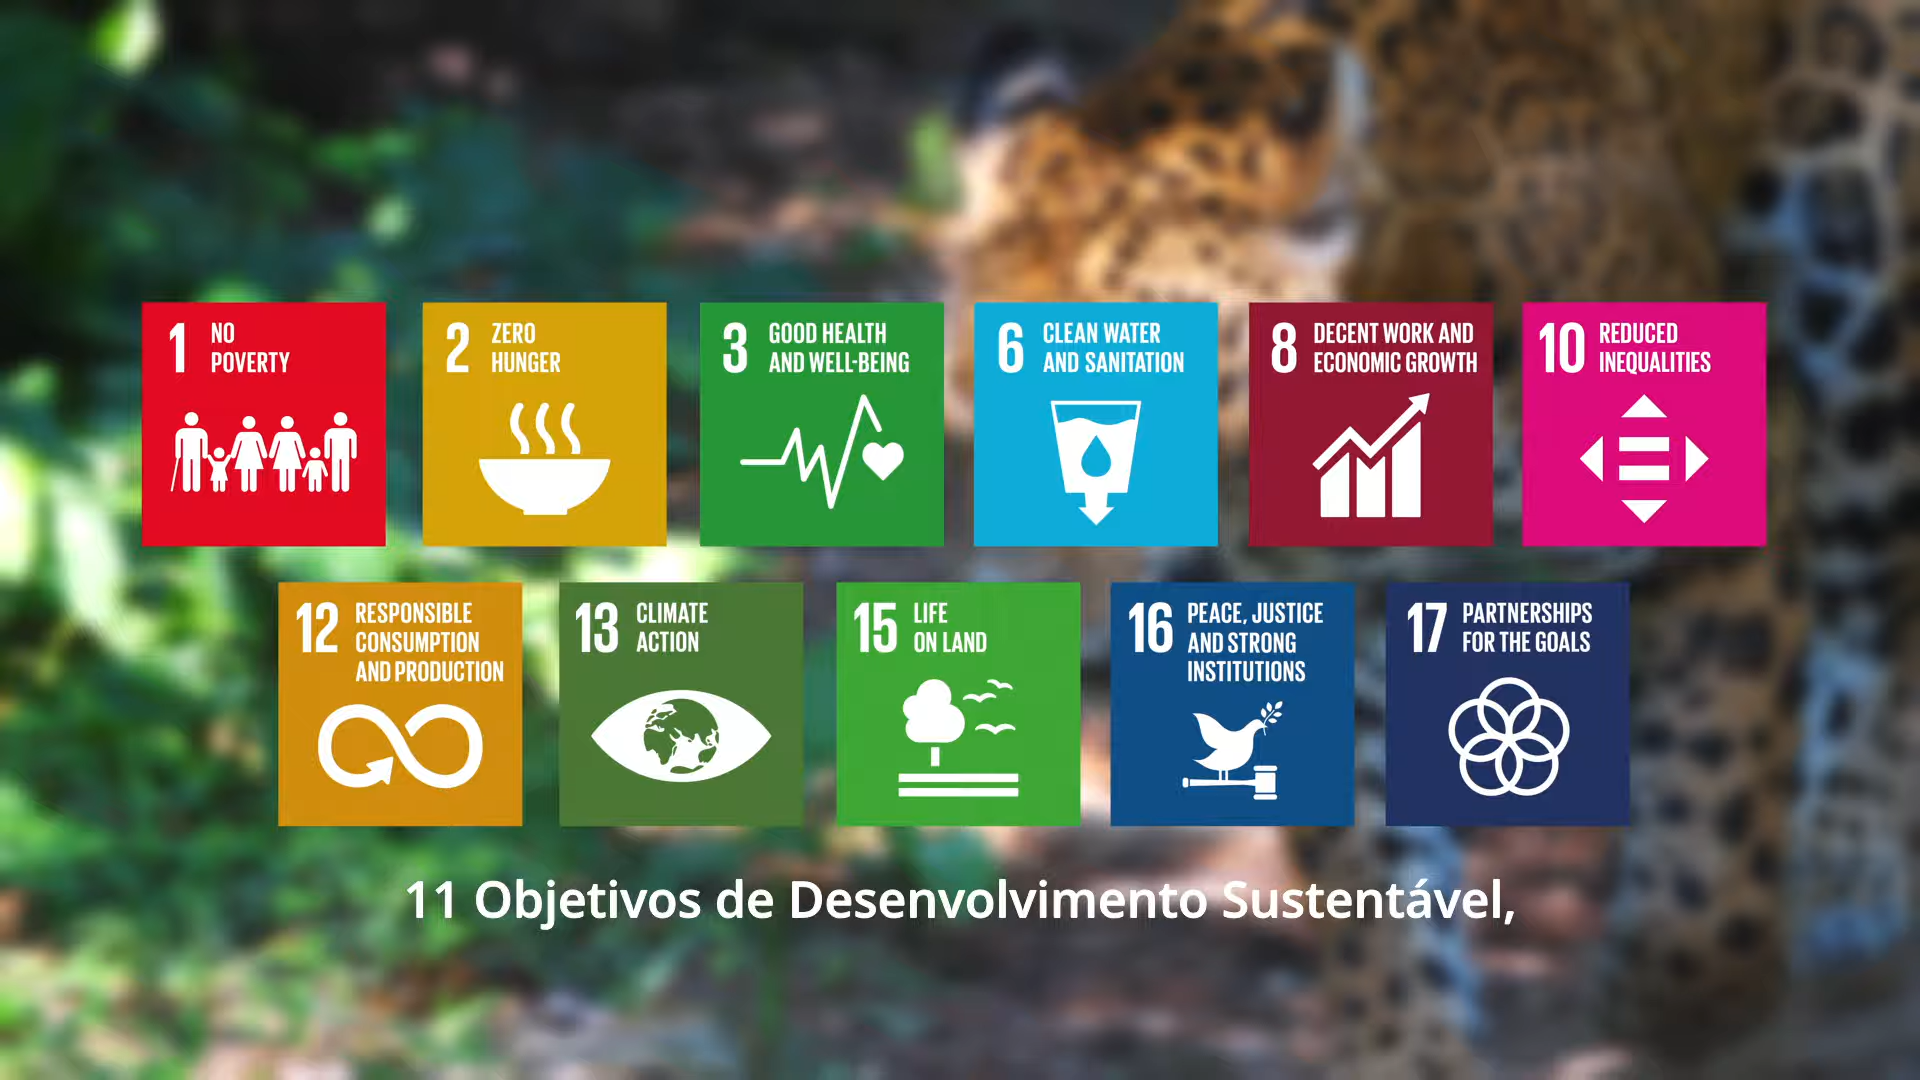 1 NO
POVERTY
2 ZERO
HUNGER
3 GOOD HEALTH
AND WELL-BEING
6 CLEAN WATER
AND SANITATION
8 DECENT WORK AND
ECONOMIC GROWTH
10 REDUCED
INEQUALITIES
12 RESPONSIBLE
CONSUMPTION
AND PRODUCTION
13 CLIMATE
ACTION
15 LIFE
ON LAND
16 PEACE, JUSTICE
AND STRONG
INSTITUTIONS
17 PARTNERSHIPS
FOR THE GOALS
11 Objetivos de Desenvolvimento Sustentável,